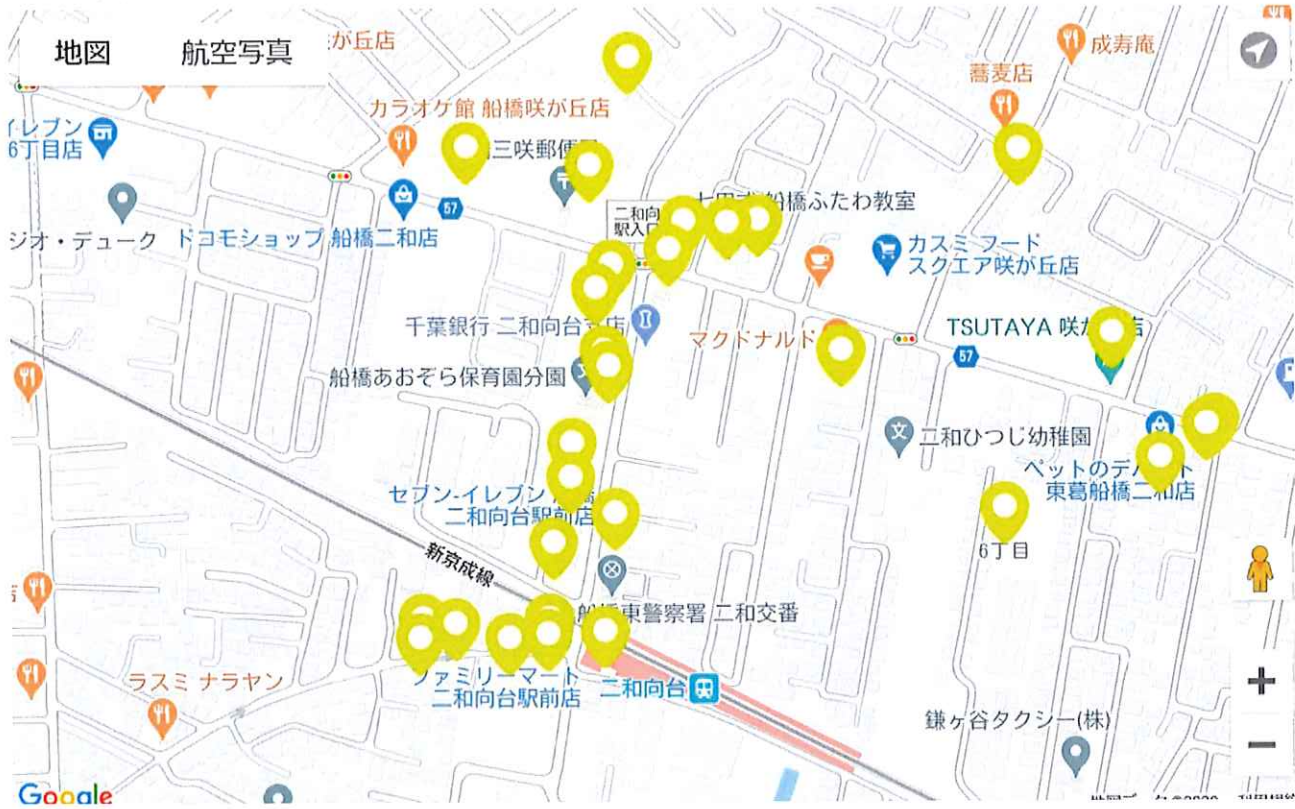 地図
航空写真
が丘店
成寿庵
蕎麦店
カラオケ館 船橋咲が丘店
イレブン
6丁目店
三咲郵便
57
二和向
駅入口
船橋ふたわ教室
ジオ・デューク
ドコモショップ 船橋二和店
カスミ フード
スクエア咲が丘店
千葉銀行 二和向台支店
マクドナルド
TSUTAYA 咲が
店
57
船橋あおぞら保育園分園
文
二和ひつじ幼稚園
ペットのデパート
東葛船橋二和店
セブン-イレブン
二和向台駅前店
6丁目
新京成線
船橋東警察署 二和交番
店
ファミリーマート
二和向台駅前店
二和向台
ラスミ ナラヤン
鎌ヶ谷タクシー(株)
+
−
Google